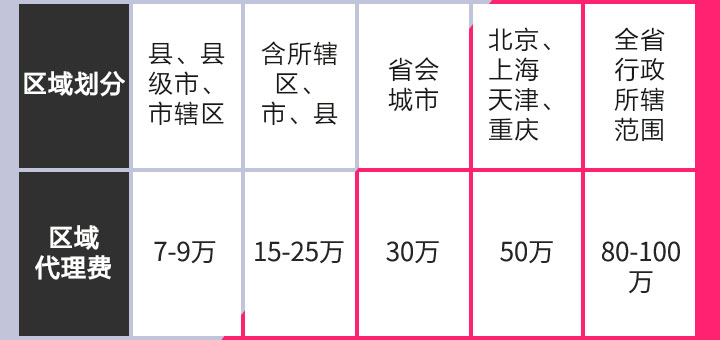 区域划分
县、县
级市、
市辖区
含所辖
区、
市、县
省会
城市
北京、
上海
天津、
重庆
全省
行政
所辖
范围
区域
代理费
7-9万
15-25万
30万
50万
80-100
万